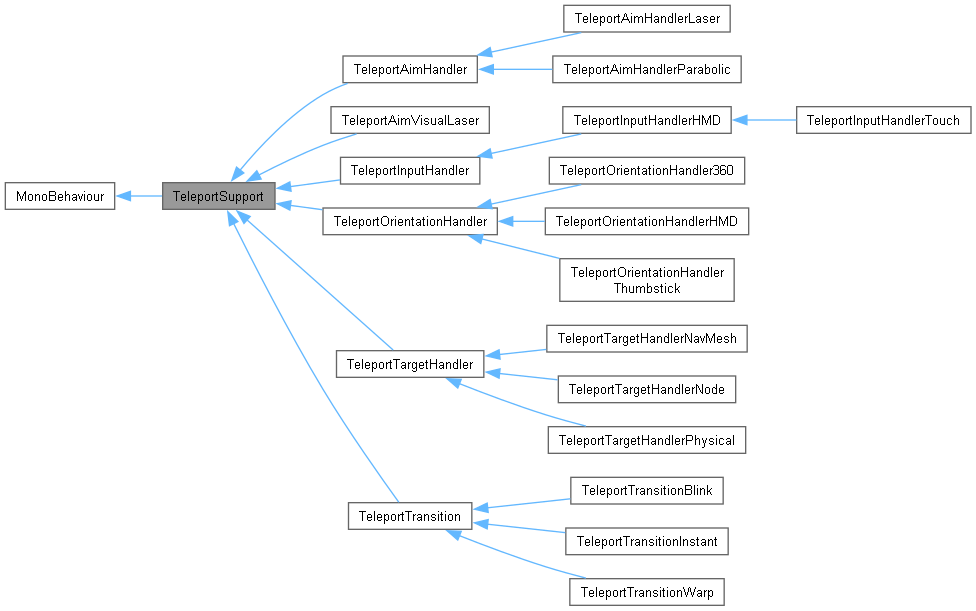 TeleportAimHandlerLaser
TeleportAimHandler
TeleportAimHandlerParabolic
TeleportAimVisualLaser
TeleportInputHandlerHMD
TeleportInputHandlerTouch
TeleportInputHandler
TeleportOrientationHandler360
MonoBehaviour
TeleportSupport
TeleportOrientationHandler
TeleportOrientationHandlerHMD
TeleportOrientationHandler
Thumbstick
TeleportTargetHandlerNavMesh
TeleportTargetHandler
TeleportTargetHandlerNode
TeleportTargetHandlerPhysical
TeleportTransitionBlink
TeleportTransition
TeleportTransitionInstant
TeleportTransitionWarp